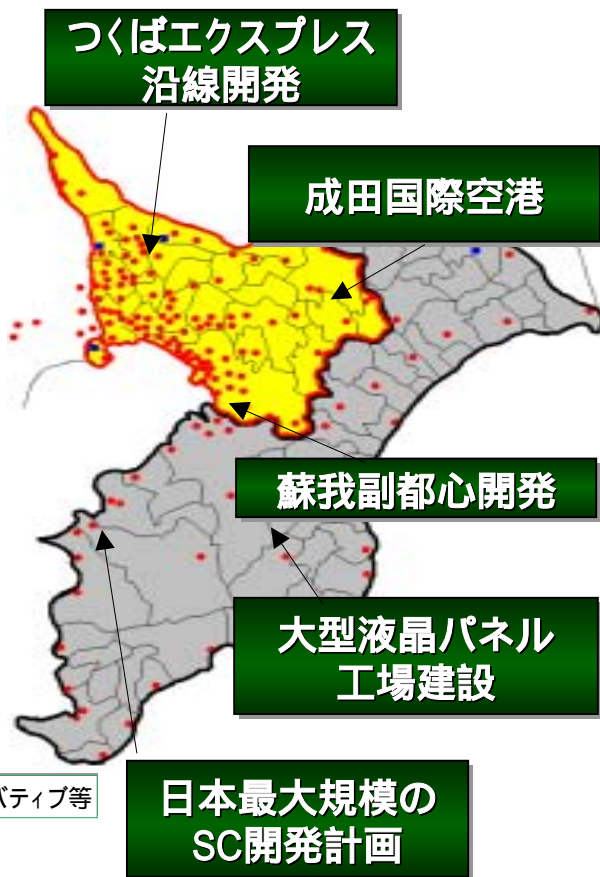 つくばエクスプレス
沿線開発
成田国際空港
蘇我副都心開発
大型液晶パネル
工場建設
バティブ等
日本最大規模の
SC開発計画